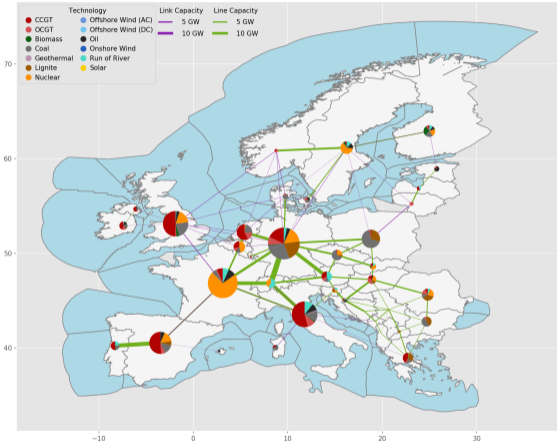 Technology
CCGT
OCGT
Biomass
Coal
Geothermal
Lignite
Nuclear
Offshore Wind (AC)
Offshore Wind (DC)
Oil
Onshore Wind
Run of River
Solar
Link Capacity
5 GW
10 GW
Line Capacity
5 GW
10 GW
70
60
50
40
−10
0
10
20
30